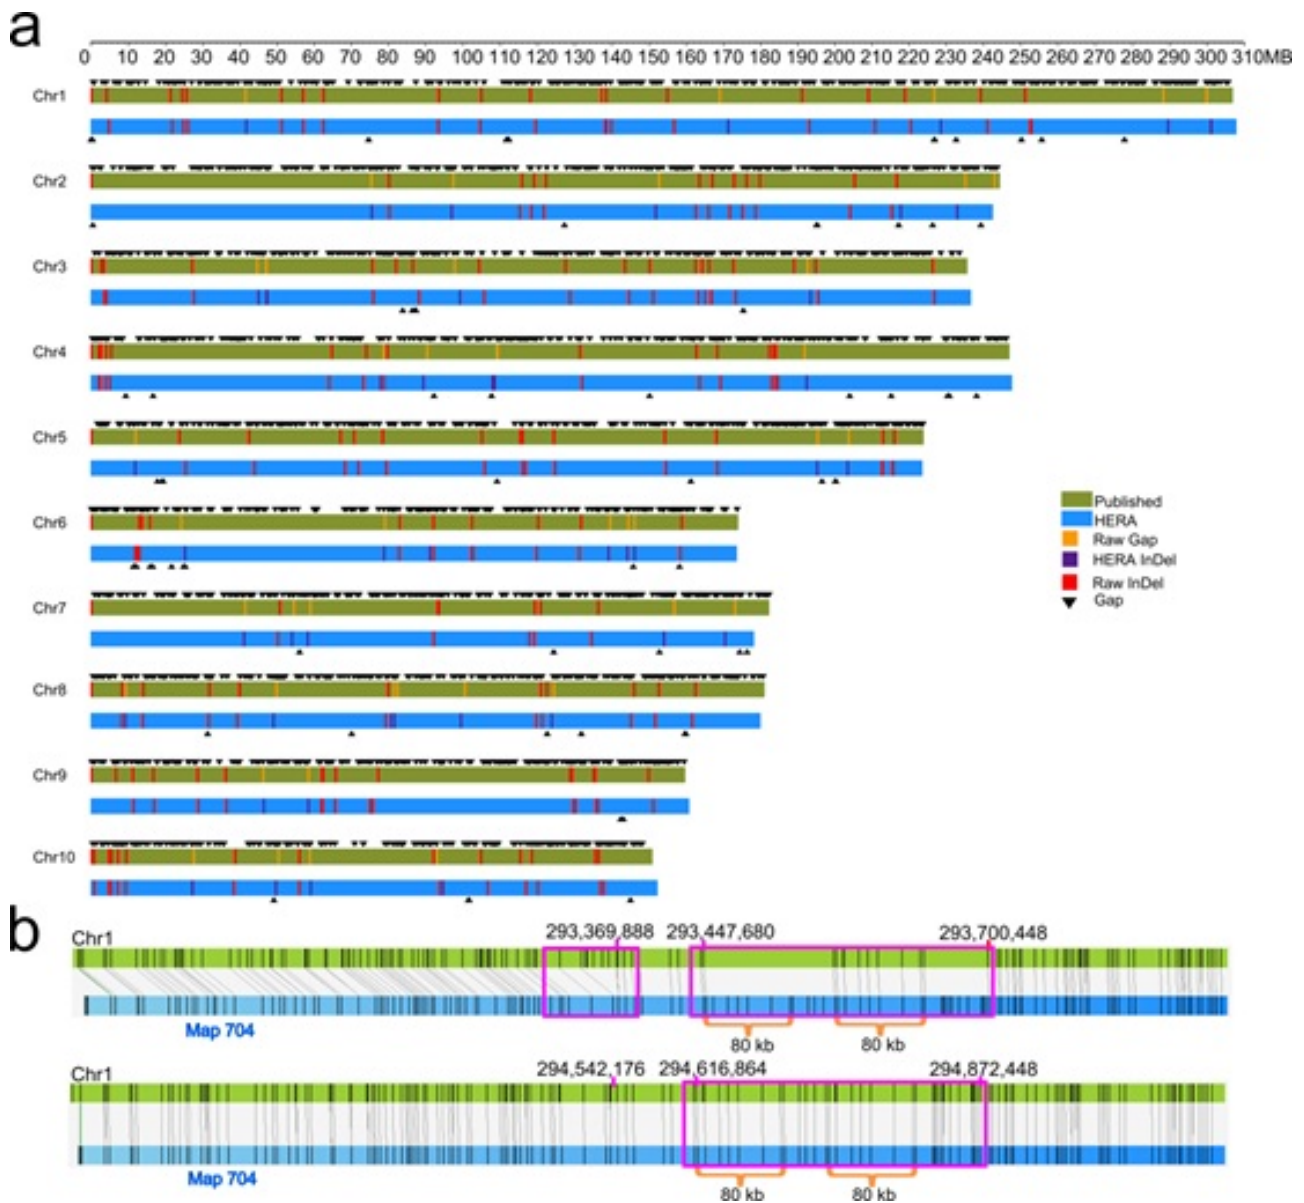 a
0 10 20 30 40 50 60 70 80 90 100 110 120 130 140 150 160 170 180 190 200 210 220 230 240 250 260 270 280 290 300 310MB
Chr1
Chr2
Chr3
Chr4
Chr5
Chr6
Chr7
Chr8
Chr9
Chr10
Published
HERA
Raw Gap
HERA InDel
Raw InDel
Gap
b
Chr1 293,369,888 293,447,680 293,700,448
Map 704
80 kb 80 kb
Chr1 294,542,176 294,616,864 294,872,448
Map 704
80 kb 80 kb